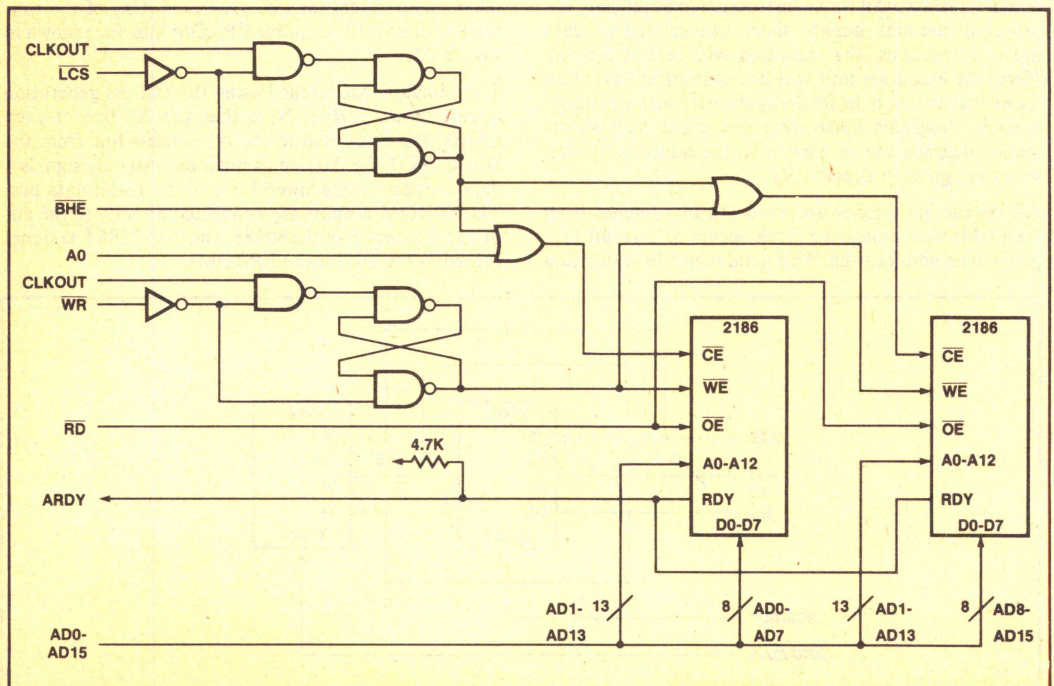 CLKOUT
LCS
BHE
A0
CLKOUT
WR
RD
4.7K
ARDY
2186
CE
WE
OE
A0-A12
RDY
D0-D7
2186
CE
WE
OE
A0-A12
RDY
D0-D7
AD0-
AD15
AD1-
AD13
13
8
AD0-
AD7
13
AD1-
AD13
8
AD8-
AD15